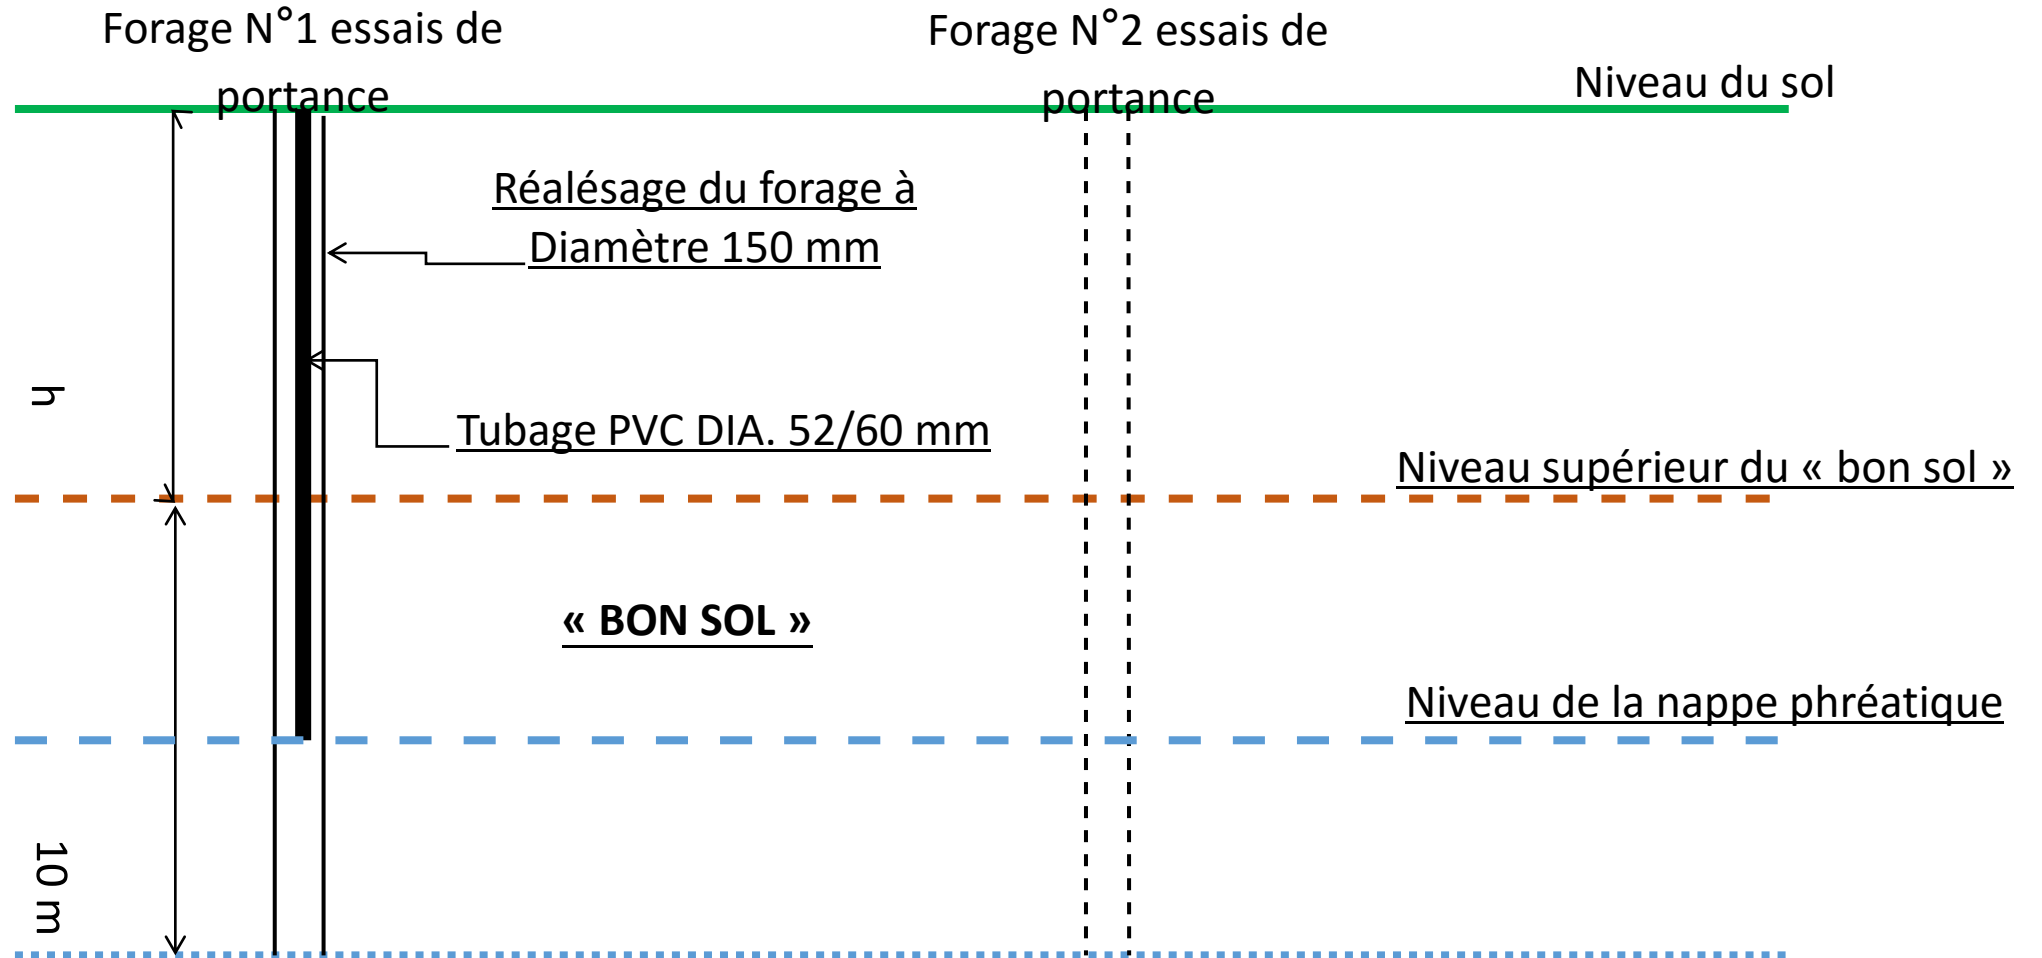 Forage N°1 essais de
portance
Forage N°2 essais de
portance
Niveau du sol
Réalésage du forage à
Diamètre 150 mm
h
Tubage PVC DIA. 52/60 mm
Niveau supérieur du « bon sol »
« BON SOL »
Niveau de la nappe phréatique
10 m